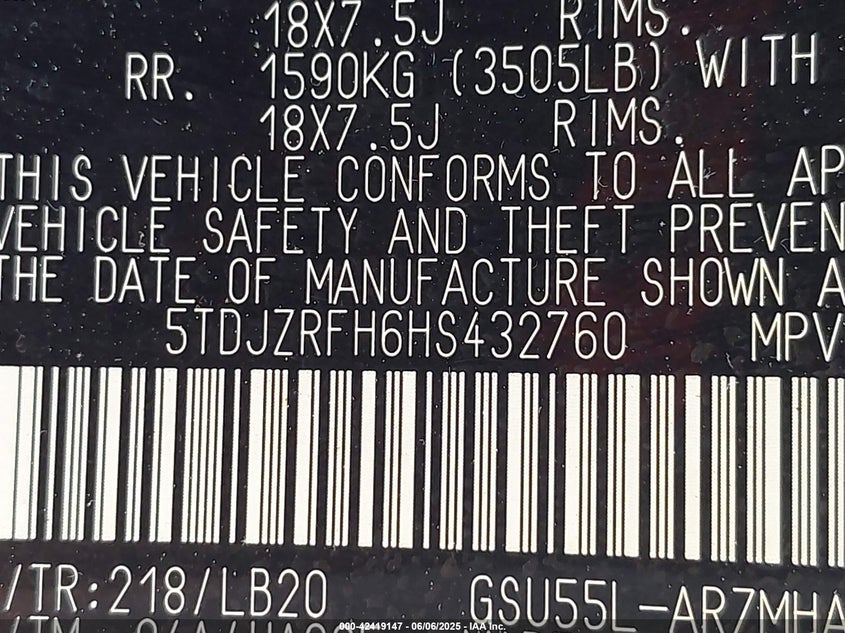 18X7.5J RIMS.
RR. 1590KG (3505LB) WITH
18X7.5J RIMS.
THIS VEHICLE CONFORMS TO ALL AP
VEHICLE SAFETY AND THEFT PREVEN
THE DATE OF MANUFACTURE SHOWN A
5TDJZRFH6HS432760 MPV
/TR:218/LB20 GSU55L-AR7MHA
000-42419147 - 06/06/2025 - IAA Inc.